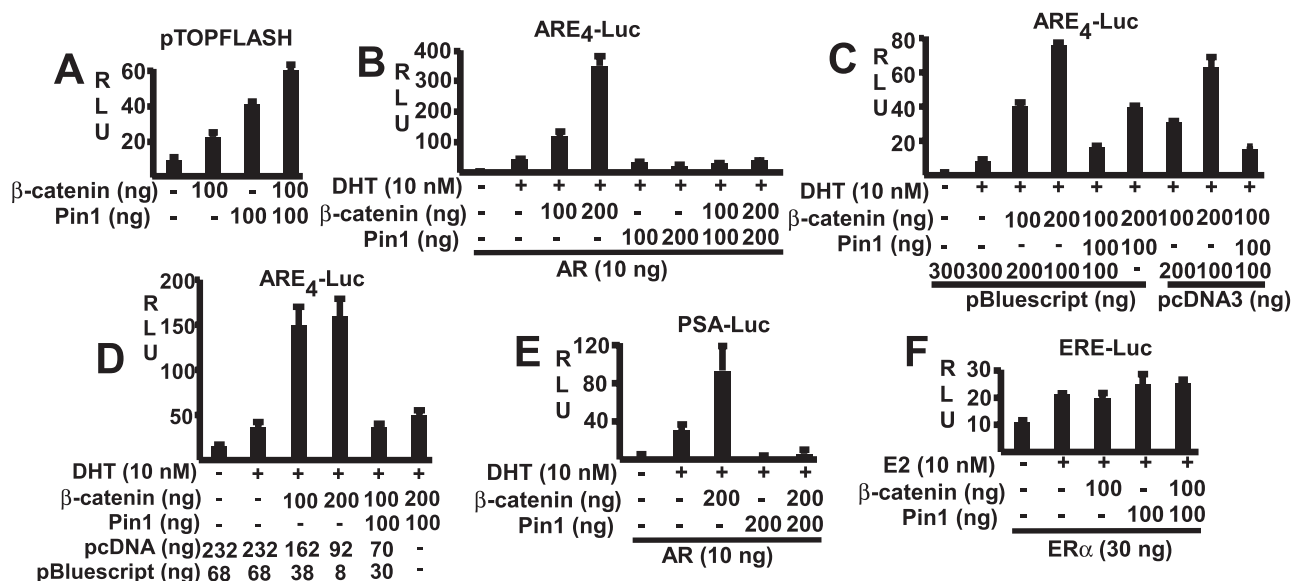 A
pTOPFLASH
RLU
60
40
20
β-catenin (ng) - 100 - 100
Pin1 (ng) - - 100 100
B
ARE4-Luc
RLU
400
300
200
100
DHT (10 nM) - + + + + + + +
β-catenin (ng) - - 100 200 - - 100 200
Pin1 (ng) - - - - 100 200 100 200
AR (10 ng)
C
ARE4-Luc
RLU
80
60
40
20
DHT (10 nM) - + + + + + + + +
β-catenin (ng) - - 100 200 100 200 100 200 100
Pin1 (ng) - - - - 100 100 - - 100
300 300 200 100 100 - 200 100 100
pBluescript (ng) pcDNA3 (ng)
D
ARE4-Luc
RLU
200
150
100
50
DHT (10 nM) - + + + + +
β-catenin (ng) - - 100 200 100 200
Pin1 (ng) - - - - 100 100
pcDNA (ng) 232 232 162 92 70 -
pBluescript (ng) 68 68 38 8 30
E
PSA-Luc
RLU
120
80
40
DHT (10 nM) - + + + +
β-catenin (ng) - - 200 - 200
Pin1 (ng) - - - 200 200
AR (10 ng)
F
ERE-Luc
RLU
30
20
10
E2 (10 nM) - + + + +
β-catenin (ng) - - 100 - 100
Pin1 (ng) - - - 100 100
ERα (30 ng)